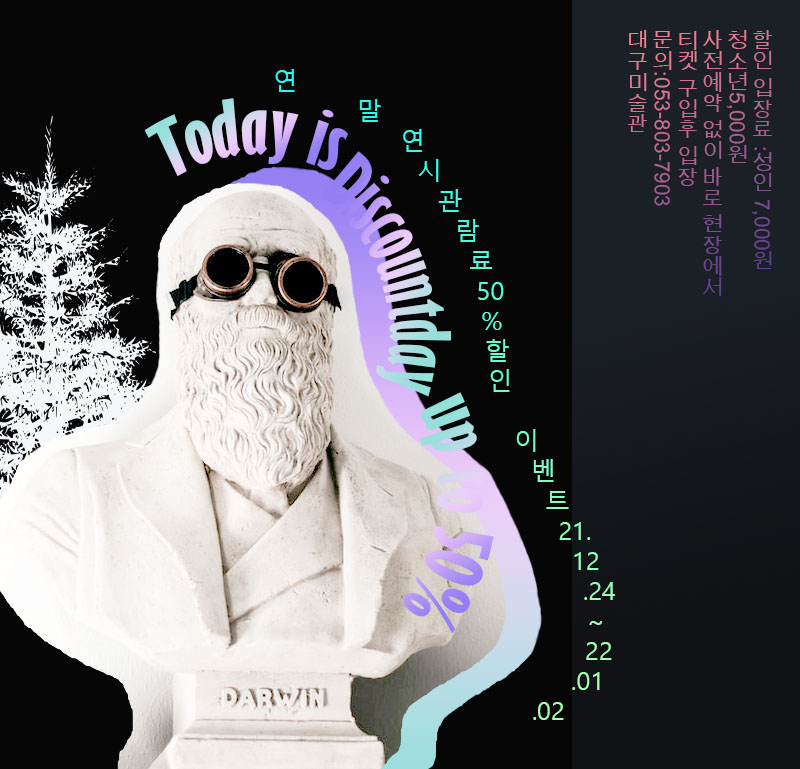 Today is Discountday up to 50%
연말 연시 관람료 50%할인 이벤트 21.12.24~22.01.02
할인 입장료 :성인 7,000원
청소년5,000원
사전예약 없이 바로 현장에서
티켓 구입후 입장
문의:053-803-7903
대구미술관
DARWIN